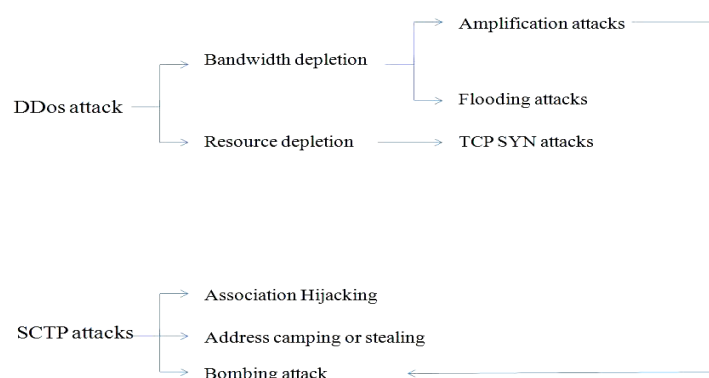 Amplification attacks
Bandwidth depletion
Flooding attacks
DDos attack
Resource depletion
TCP SYN attacks
Association Hijacking
SCTP attacks
Address camping or stealing
Bombing attack